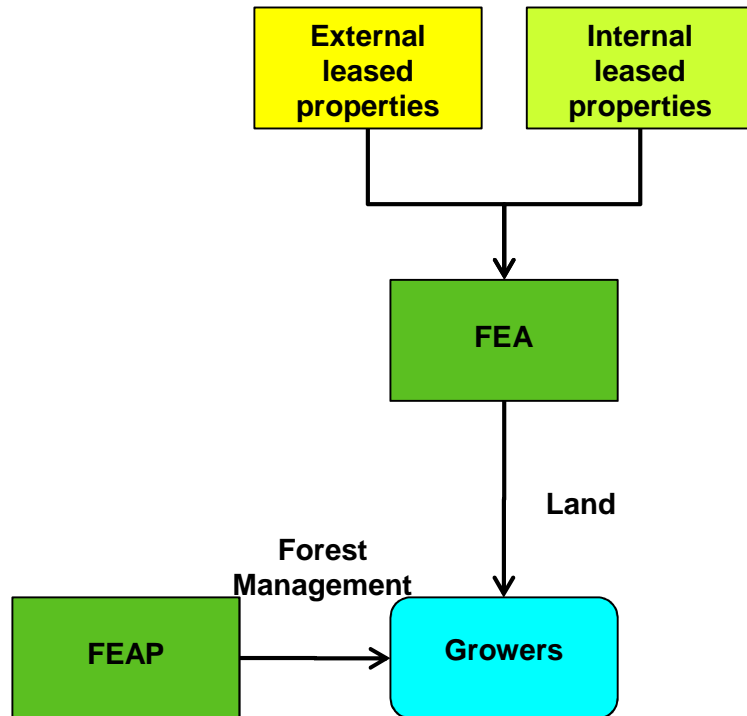 External
leased
properties
Internal
leased
properties
FEA
Land
Forest
Management
FEAP
Growers